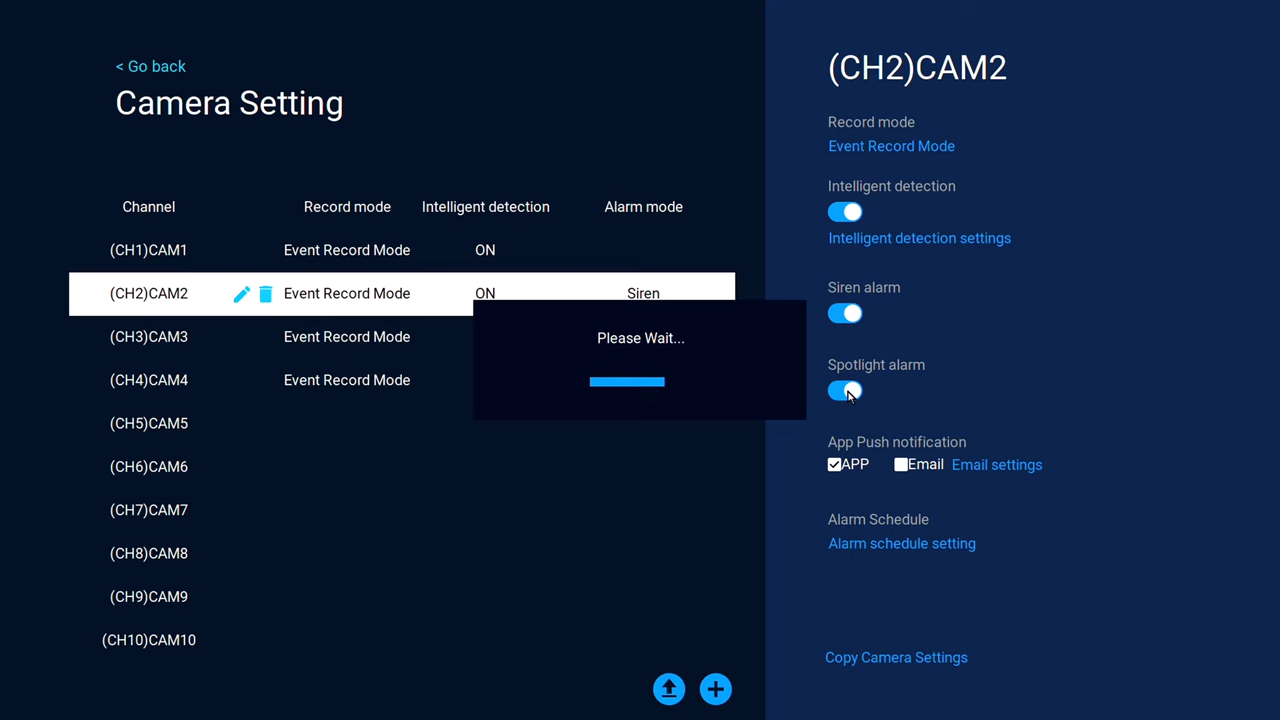 < Go back
Camera Setting
Channel Record mode Intelligent detection Alarm mode
(CH1)CAM1 Event Record Mode ON
(CH2)CAM2 Event Record Mode ON Siren
(CH3)CAM3 Event Record Mode
(CH4)CAM4 Event Record Mode
(CH5)CAM5
(CH6)CAM6
(CH7)CAM7
(CH8)CAM8
(CH9)CAM9
(CH10)CAM10
Please Wait...
(CH2)CAM2
Record mode
Event Record Mode
Intelligent detection
Intelligent detection settings
Siren alarm
Spotlight alarm
App Push notification
APP Email Email settings
Alarm Schedule
Alarm schedule setting
Copy Camera Settings